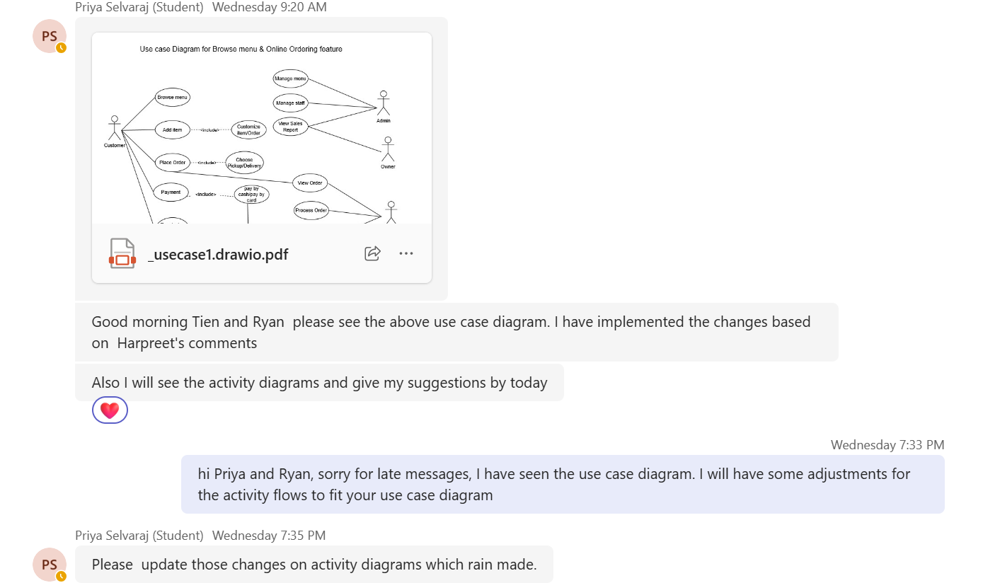 Priya Selvaraj (Student) Wednesday 9:20 AM
PS
Use case Diagram for Browse menu & Online Ordering feature
Manage menu
Browse menu
Manage staff
Admin
Add item
<include>
Customize
item/Order
View Sales
Report
Customer
Place Order
<include>
Choose
Pickup/Delivery
Owner
View Order
Payment
<include>
pay by
cash/pay by
card
Process Order
_usecase1.drawio.pdf
Good morning Tien and Ryan please see the above use case diagram. I have implemented the changes based
on Harpreet's comments
Also I will see the activity diagrams and give my suggestions by today
Wednesday 7:33 PM
hi Priya and Ryan, sorry for late messages, I have seen the use case diagram. I will have some adjustments for
the activity flows to fit your use case diagram
Priya Selvaraj (Student) Wednesday 7:35 PM
PS
Please update those changes on activity diagrams which rain made.